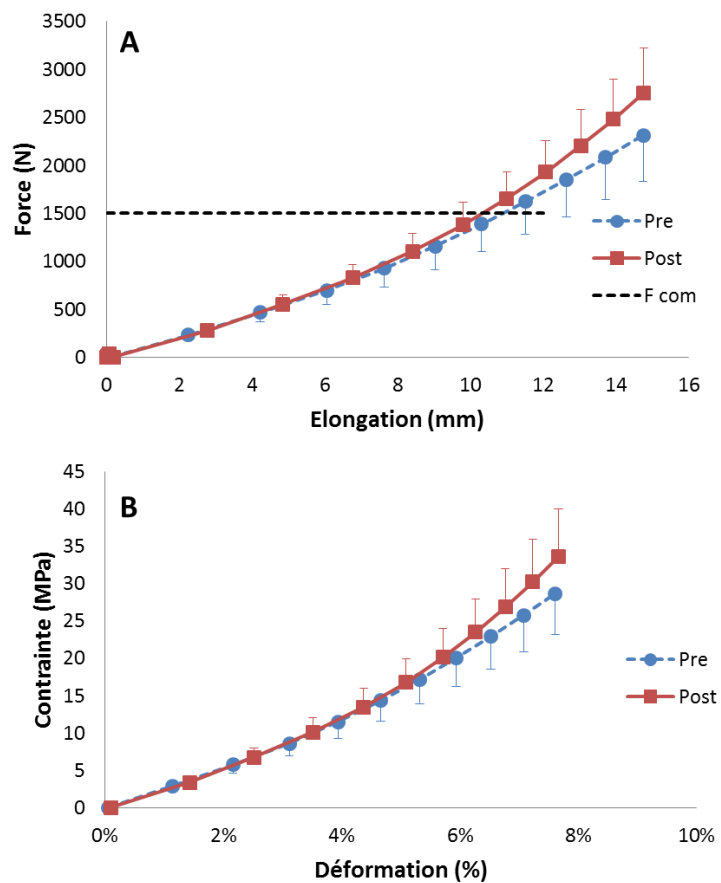 A
3500
3000
2500
2000
1500
1000
500
0
Force (N)
0 2 4 6 8 10 12 14 16
Elongation (mm)
Pre
Post
F com
B
45
40
35
30
25
20
15
10
5
0
Contrainte (MPa)
0% 2% 4% 6% 8% 10%
Déformation (%)
Pre
Post